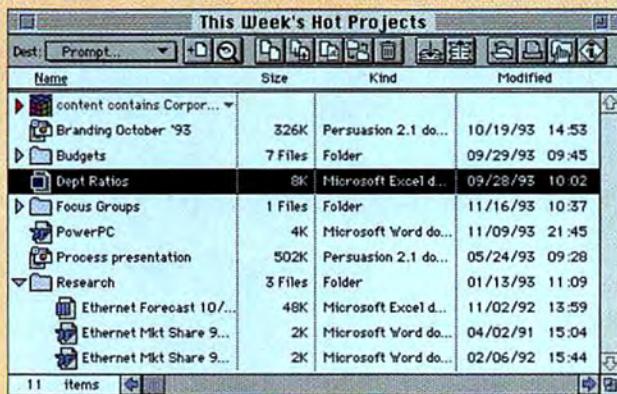 This Week's Hot Projects
Dest: Prompt...
Name Size Kind Modified
content contains Corpor...
Branding October '93 326K Persuasion 2.1 do... 10/19/93 14:53
Budgets 7 Files Folder 09/29/93 09:45
Dept Ratios 8K Microsoft Excel d... 09/28/93 10:02
Focus Groups 1 Files Folder 11/16/93 10:37
PowerPC 4K Microsoft Word do... 11/09/93 21:45
Process presentation 502K Persuasion 2.1 do... 05/24/93 09:28
Research 3 Files Folder 01/13/93 11:09
Ethernet Forecast 10/... 48K Microsoft Excel d... 11/02/92 13:59
Ethernet Mkt Share 9... 2K Microsoft Word do... 04/02/91 15:04
Ethernet Mkt Share 9... 2K Microsoft Word do... 02/06/92 15:44
11 items